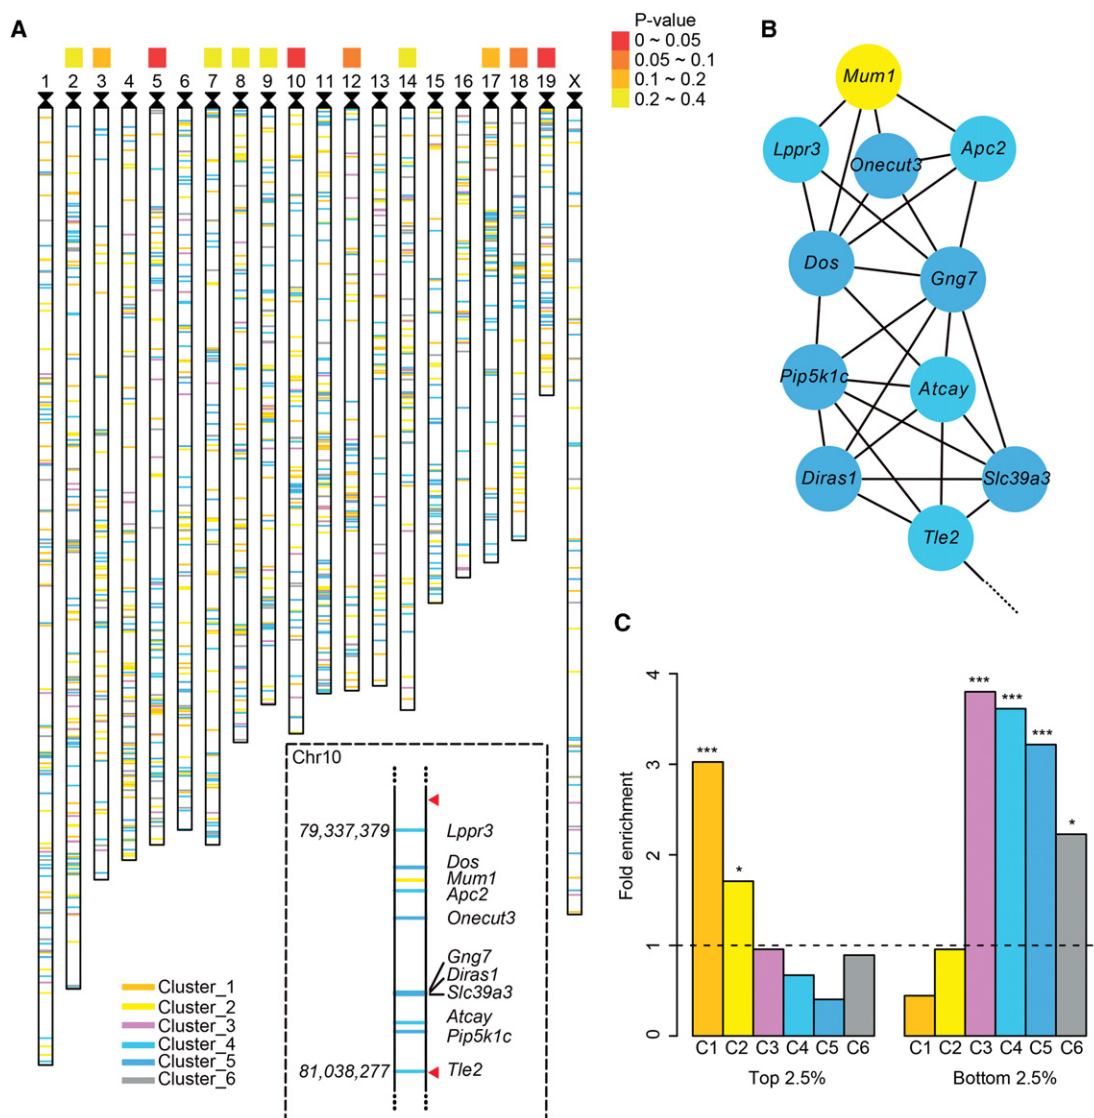 A
P-value
0 ~ 0.05
0.05 ~ 0.1
0.1 ~ 0.2
0.2 ~ 0.4
1 2 3 4 5 6 7 8 9 10 11 12 13 14 15 16 17 18 19 X
Chr10
79,337,379
Lppr3
Dos
Mum1
Apc2
Onecut3
Gng7
Diras1
Slc39a3
Atcay
Pip5k1c
81,038,277
Tle2
Cluster_1
Cluster_2
Cluster_3
Cluster_4
Cluster_5
Cluster_6
B
Mum1
Lppr3
Onecut3
Apc2
Dos
Gng7
Pip5k1c
Atcay
Diras1
Slc39a3
Tle2
C
Fold enrichment
4
3
2
1
0
***
*
***
***
***
*
C1 C2 C3 C4 C5 C6
C1 C2 C3 C4 C5 C6
Top 2.5%
Bottom 2.5%